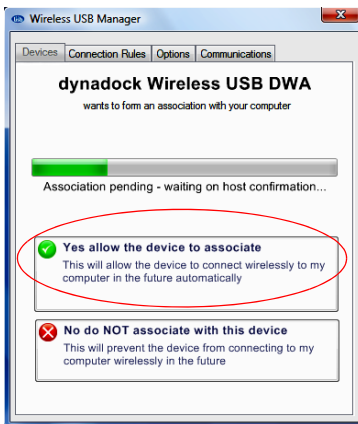 Wireless USB Manager
Devices Connection Rules Options Communications
dynadock Wireless USB DWA
wants to form an association with your computer
Association pending - waiting on host confirmation...
Yes allow the device to associate
This will allow the device to connect wirelessly to my
computer in the future automatically
No do NOT associate with this device
This will prevent the device from connecting to my
computer wirelessly in the future